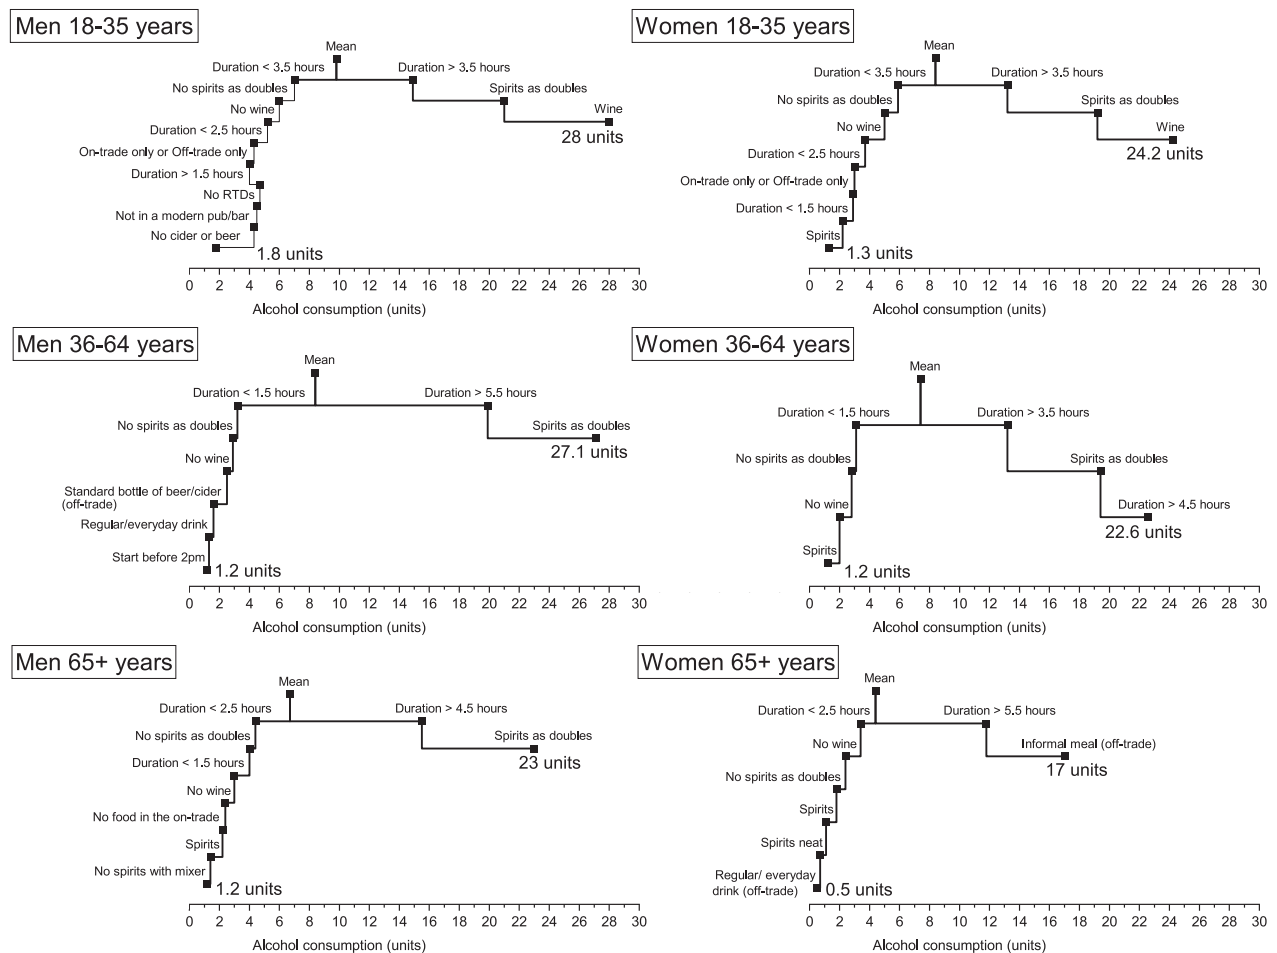 Men 18-35 years
Mean
Duration < 3.5 hours
Duration > 3.5 hours
No spirits as doubles
Spirits as doubles
No wine
Wine
Duration < 2.5 hours
28 units
On-trade only or Off-trade only
Duration > 1.5 hours
No RTDs
Not in a modern pub/bar
No cider or beer
1.8 units
0 2 4 6 8 10 12 14 16 18 20 22 24 26 28 30
Alcohol consumption (units)
Women 18-35 years
Mean
Duration < 3.5 hours
Duration > 3.5 hours
No spirits as doubles
Spirits as doubles
No wine
Wine
24.2 units
Duration < 2.5 hours
On-trade only or Off-trade only
Duration < 1.5 hours
Spirits
1.3 units
0 2 4 6 8 10 12 14 16 18 20 22 24 26 28 30
Alcohol consumption (units)
Men 36-64 years
Mean
Duration < 1.5 hours
Duration > 5.5 hours
No spirits as doubles
Spirits as doubles
27.1 units
No wine
Standard bottle of beer/cider
(off-trade)
Regular/everyday drink
Start before 2pm
1.2 units
0 2 4 6 8 10 12 14 16 18 20 22 24 26 28 30
Alcohol consumption (units)
Women 36-64 years
Mean
Duration < 1.5 hours
Duration > 3.5 hours
No spirits as doubles
Spirits as doubles
No wine
Duration > 4.5 hours
22.6 units
Spirits
1.2 units
0 2 4 6 8 10 12 14 16 18 20 22 24 26 28 30
Alcohol consumption (units)
Men 65+ years
Mean
Duration < 2.5 hours
Duration > 4.5 hours
No spirits as doubles
Spirits as doubles
Duration < 1.5 hours
23 units
No wine
No food in the on-trade
Spirits
No spirits with mixer
1.2 units
0 2 4 6 8 10 12 14 16 18 20 22 24 26 28 30
Alcohol consumption (units)
Women 65+ years
Mean
Duration < 2.5 hours
Duration > 5.5 hours
No wine
Informal meal (off-trade)
17 units
No spirits as doubles
Spirits
Spirits neat
Regular/ everyday
drink (off-trade)
0.5 units
0 2 4 6 8 10 12 14 16 18 20 22 24 26 28 30
Alcohol consumption (units)